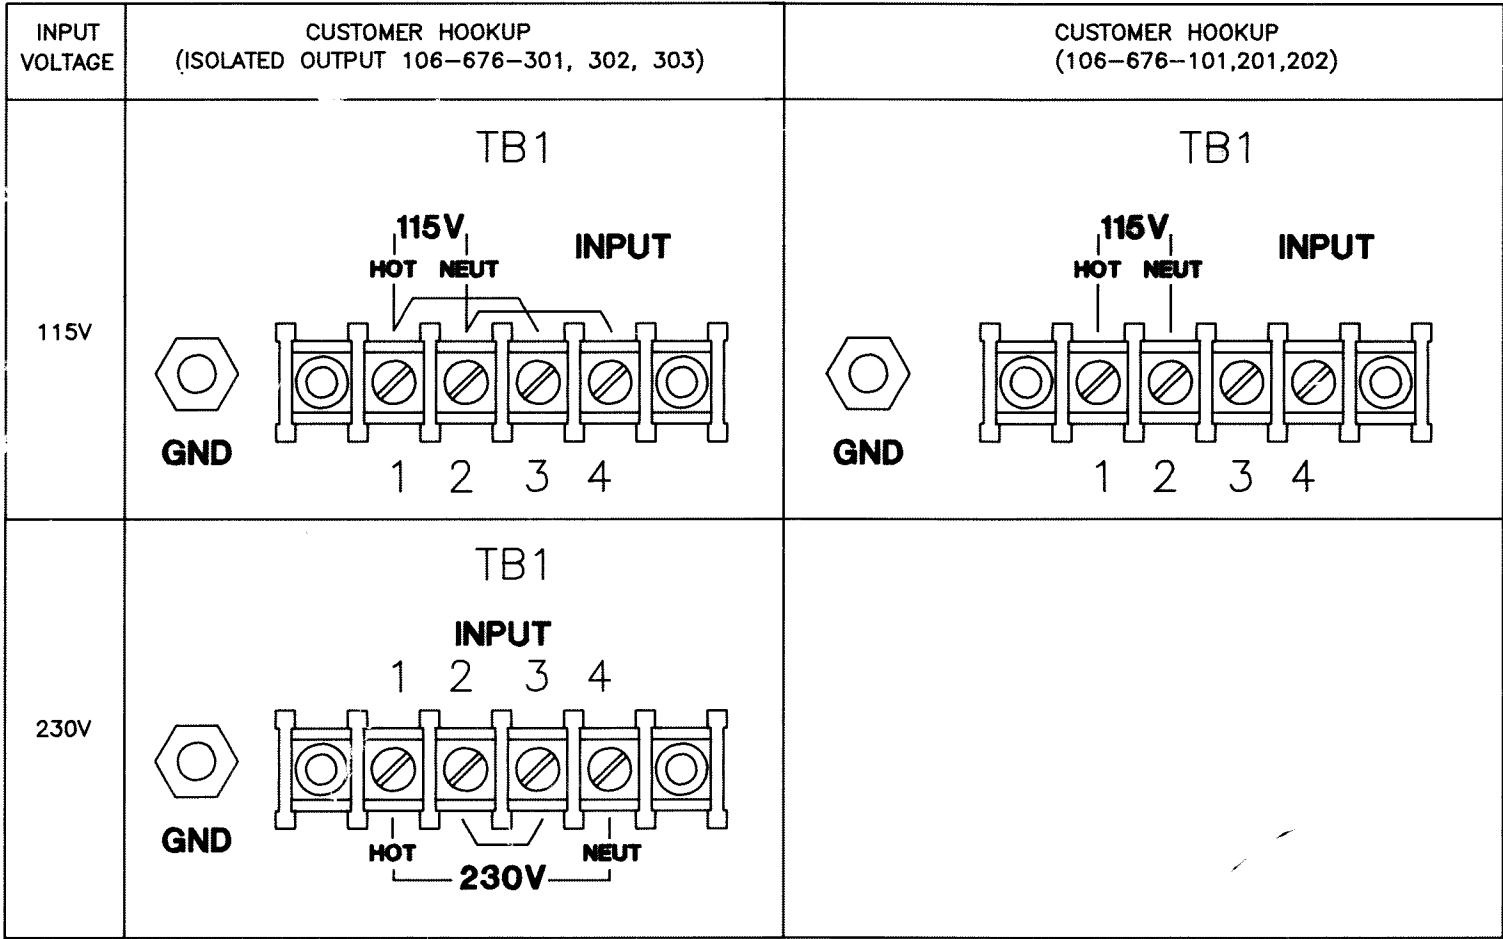 INPUT
VOLTAGE
CUSTOMER HOOKUP
(ISOLATED OUTPUT 106-676-301, 302, 303)
CUSTOMER HOOKUP
(106-676--101,201,202)
115V
TB1
115V
HOT NEUT
INPUT
GND
1 2 3 4
TB1
115V
HOT NEUT
INPUT
GND
1 2 3 4
230V
TB1
INPUT
1 2 3 4
GND
HOT NEUT
230V